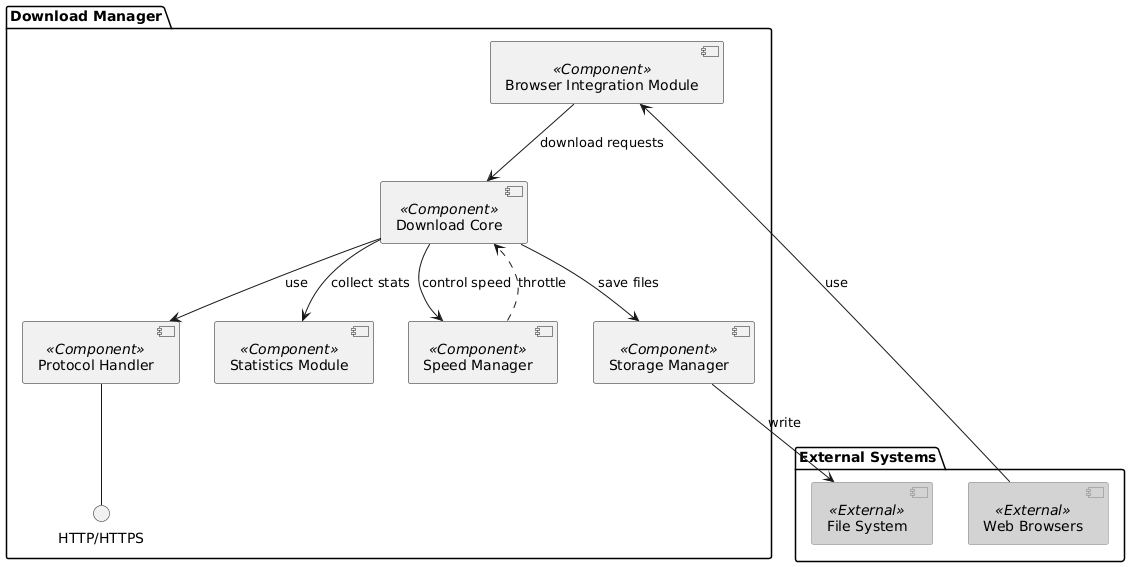 Download Manager
«Component»
Browser Integration Module
download requests
«Component»
Download Core
use
collect stats
control speed
throttle
save files
use
«Component»
Protocol Handler
«Component»
Statistics Module
«Component»
Speed Manager
«Component»
Storage Manager
write
External Systems
«External»
File System
«External»
Web Browsers
HTTP/HTTPS